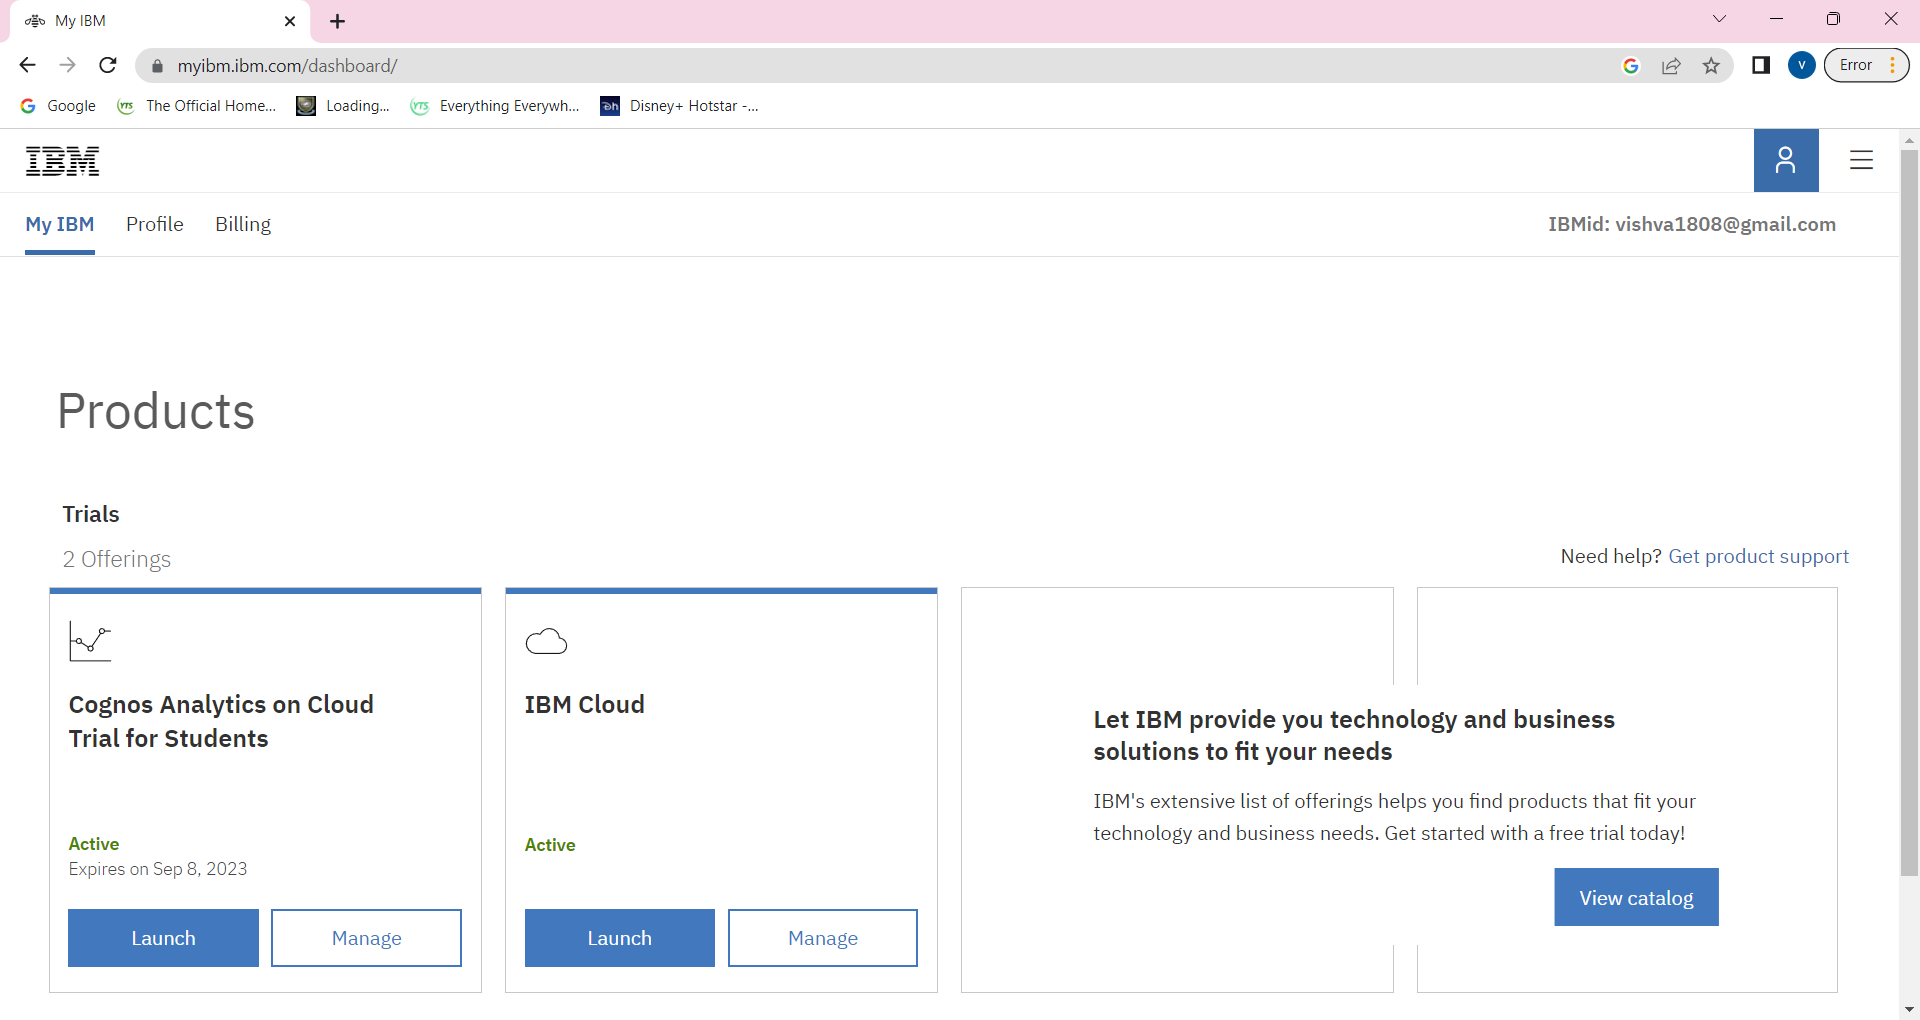 My IBM
myibm.ibm.com/dashboard/
V
Error
Google
YTS The Official Home...
Loading...
YTS Everything Everywh...
Dh Disney+ Hotstar -...
IBM
My IBM Profile Billing
IBMid: vishva1808@gmail.com
Products
Trials
2 Offerings
Need help? Get product support
Cognos Analytics on Cloud
Trial for Students
Active
Expires on Sep 8, 2023
Launch
Manage
IBM Cloud
Active
Launch
Manage
Let IBM provide you technology and business
solutions to fit your needs
IBM's extensive list of offerings helps you find products that fit your
technology and business needs. Get started with a free trial today!
View catalog